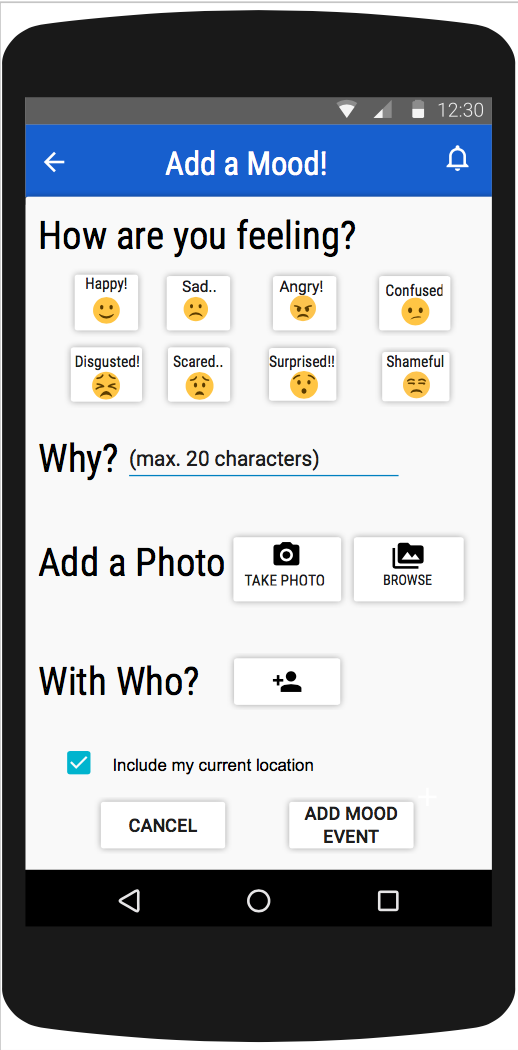 12:30
Add a Mood!
How are you feeling?
Happy! Sad.. Angry! Confused
Disgusted! Scared.. Surprised!! Shameful
Why? (max. 20 characters)
Add a Photo TAKE PHOTO BROWSE
With Who?
Include my current location
CANCEL ADD MOOD
EVENT